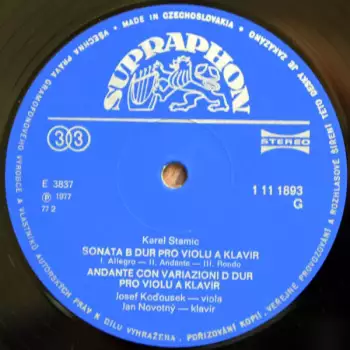 MADE IN CZECHOSLOVAKIA
VŠECHNA PRÁVA GRAMOFONOVÉHO VÝROBCE A VLASTNÍKŮ AUTORSKÝCH PRÁV K DÍLU VYHRAŽENA. POŘIZOVÁNÍ KOPIÍ, VEŘEJNÉ PROVOZOVÁNÍ A ROZHLASOVÉ ŠÍŘENÍ TÉTO DESKY JE ZAKÁZÁNO
SUPRAPHON
33
STEREO
E 3837
1 11 1893
Ⓟ 1977
G
77 2
Karel Stamic
SONATA B DUR PRO VIOLU A KLAVÍR
I. Allegro — II. Andante — III. Rondo
ANDANTE CON VARIAZIONI D DUR
PRO VIOLU A KLAVÍR
Josef Koďousek — viola
Jan Novotný — klavír